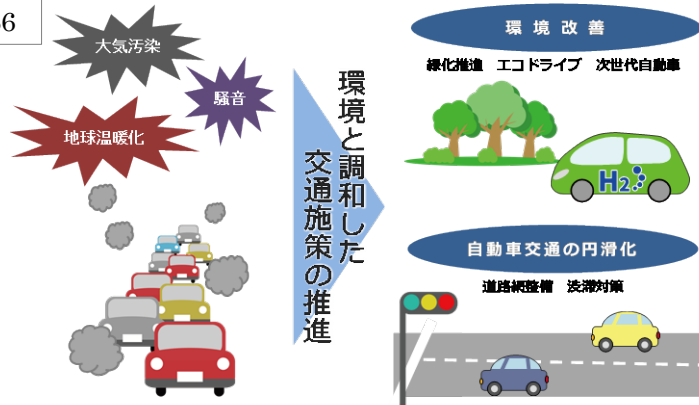 6
大気汚染
騒音
地球温暖化
環境と調和した
交通施策の推進
環境改善
緑化推進 エコドライブ 次世代自動車
H2
自動車交通の円滑化
道路網整備 渋滞対策